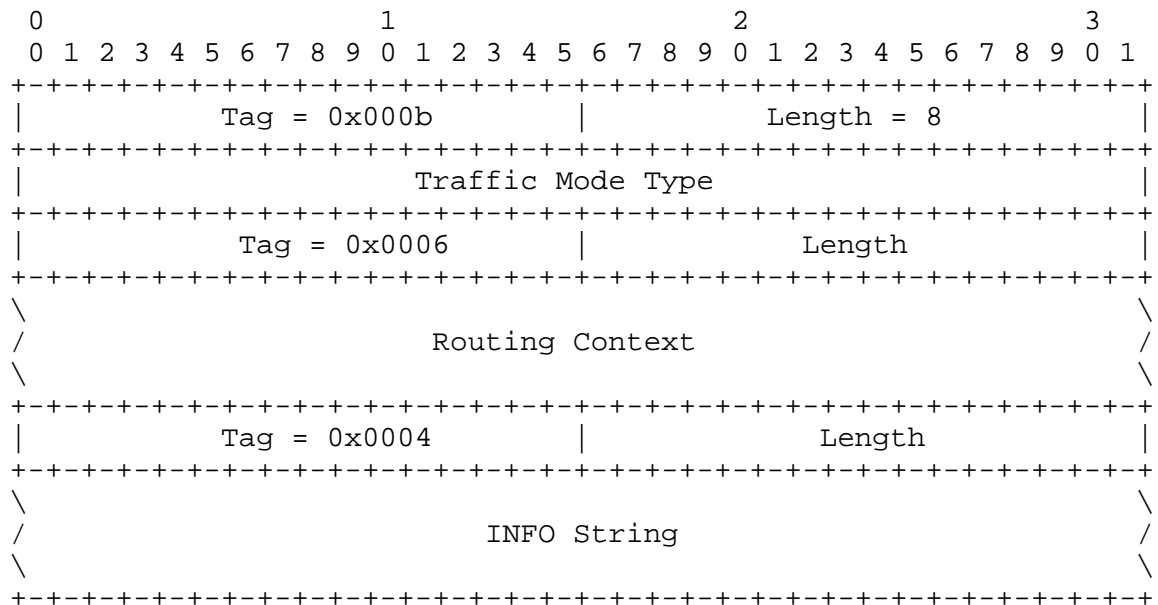 0                   1                   2                   3
 0 1 2 3 4 5 6 7 8 9 0 1 2 3 4 5 6 7 8 9 0 1 2 3 4 5 6 7 8 9 0 1
+-+-+-+-+-+-+-+-+-+-+-+-+-+-+-+-+-+-+-+-+-+-+-+-+-+-+-+-+-+-+-+-+
|           Tag = 0x000b        |          Length = 8           |
+-+-+-+-+-+-+-+-+-+-+-+-+-+-+-+-+-+-+-+-+-+-+-+-+-+-+-+-+-+-+-+-+
|                      Traffic Mode Type                        |
+-+-+-+-+-+-+-+-+-+-+-+-+-+-+-+-+-+-+-+-+-+-+-+-+-+-+-+-+-+-+-+-+
|            Tag = 0x0006       |            Length             |
+-+-+-+-+-+-+-+-+-+-+-+-+-+-+-+-+-+-+-+-+-+-+-+-+-+-+-+-+-+-+-+-+
\                                                               \
/                       Routing Context                         /
\                                                               \
+-+-+-+-+-+-+-+-+-+-+-+-+-+-+-+-+-+-+-+-+-+-+-+-+-+-+-+-+-+-+-+-+
|           Tag = 0x0004        |             Length            |
+-+-+-+-+-+-+-+-+-+-+-+-+-+-+-+-+-+-+-+-+-+-+-+-+-+-+-+-+-+-+-+-+
\                                                               \
/                          INFO String                          /
\                                                               \
+-+-+-+-+-+-+-+-+-+-+-+-+-+-+-+-+-+-+-+-+-+-+-+-+-+-+-+-+-+-+-+-+